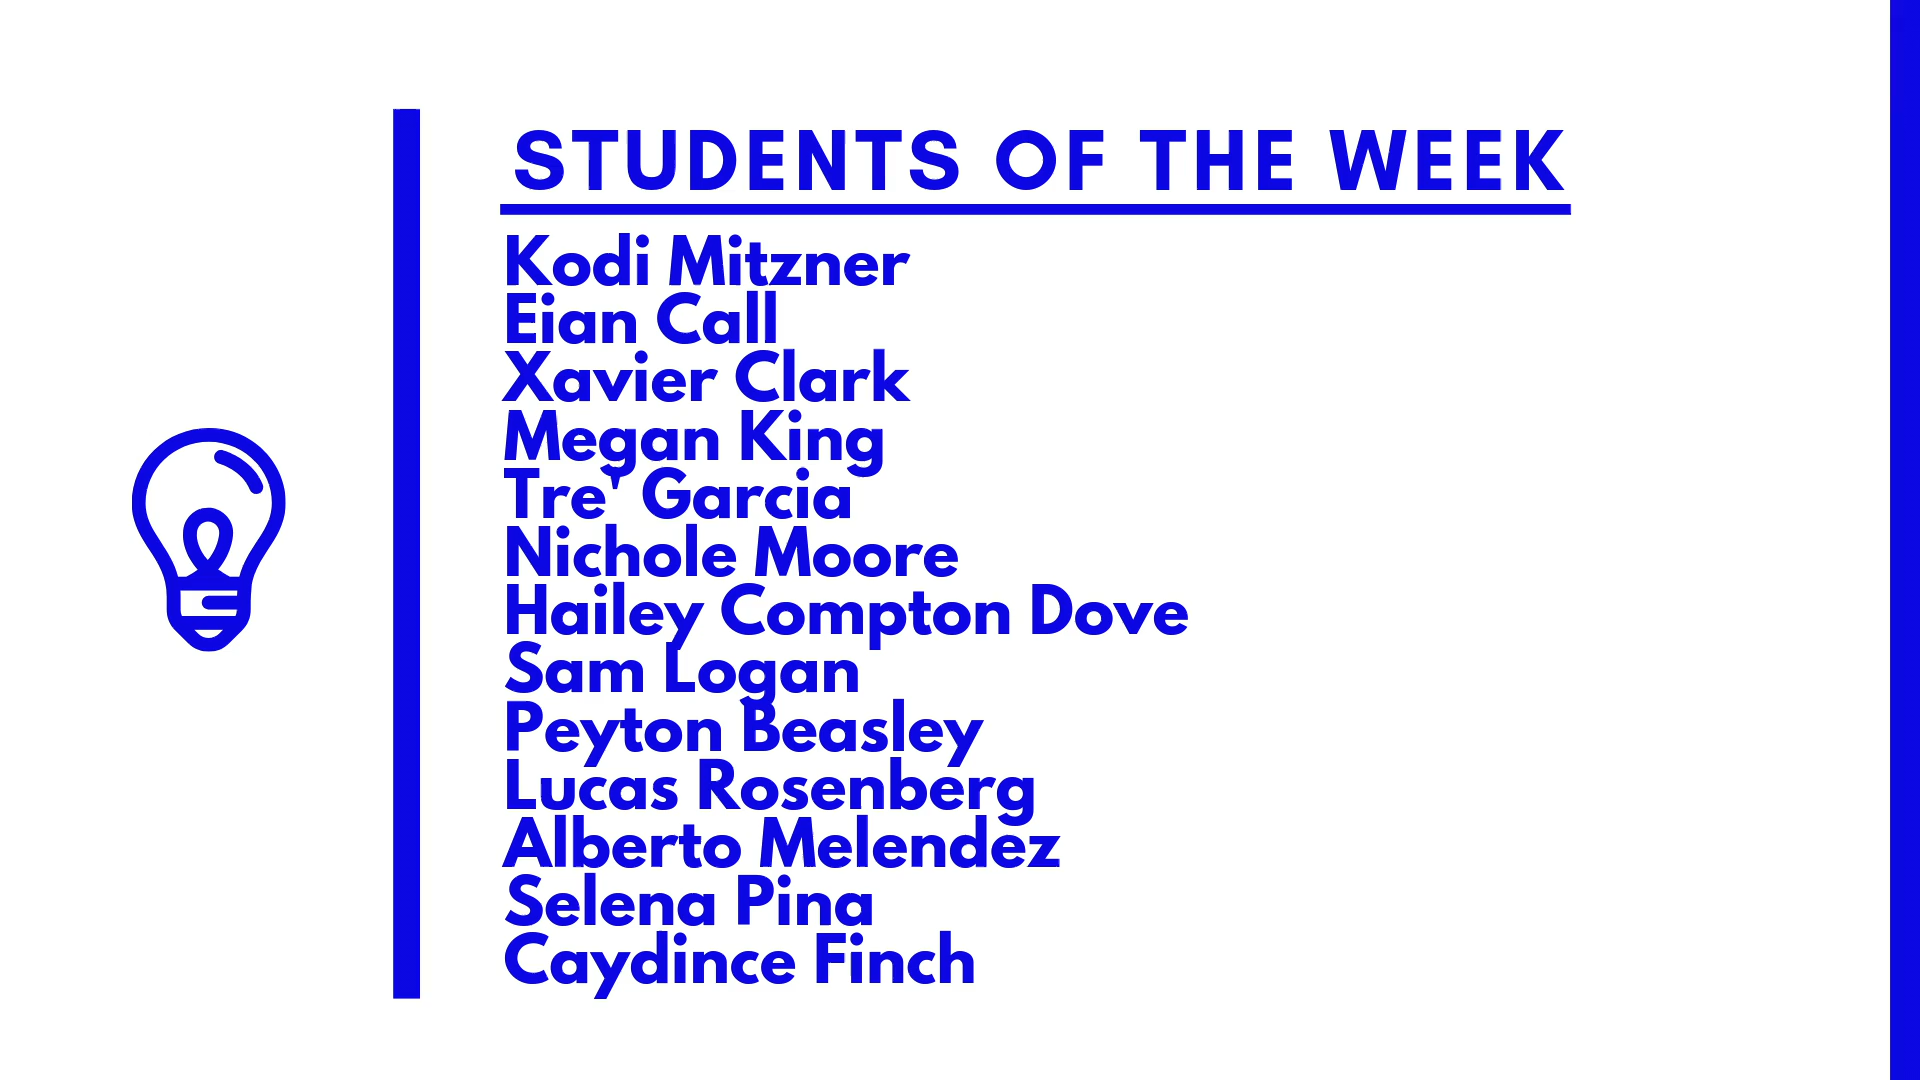 STUDENTS OF THE WEEK
Kodi Mitzner
Eian Call
Xavier Clark
Megan King
Tre' Garcia
Nichole Moore
Hailey Compton Dove
Sam Logan
Peyton Beasley
Lucas Rosenberg
Alberto Melendez
Selena Pina
Caydince Finch